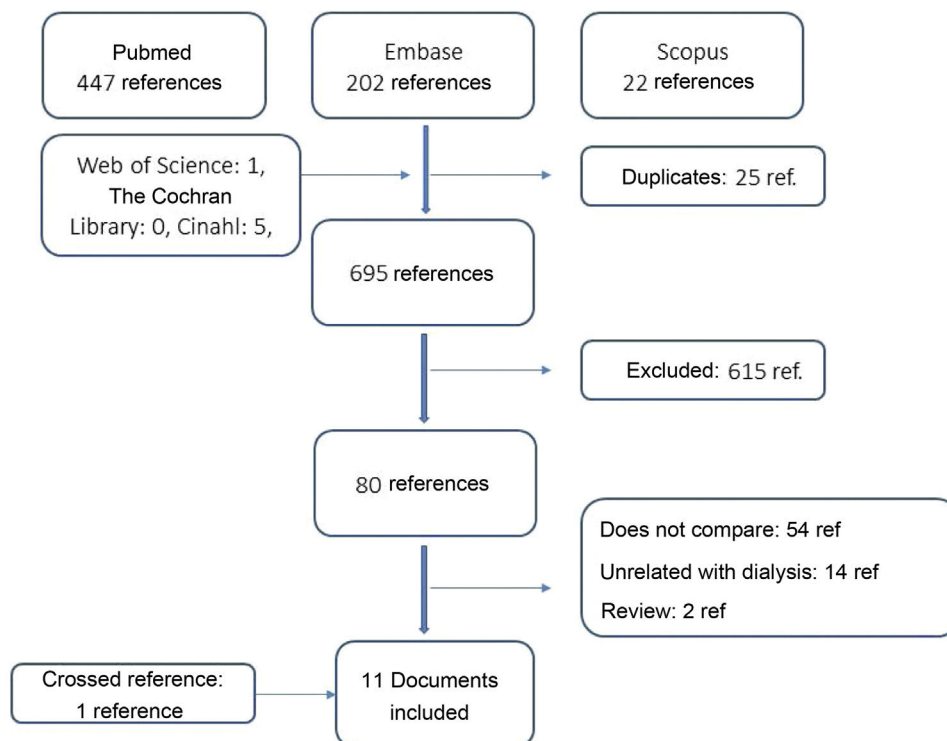 Pubmed
447 references
Embase
202 references
Scopus
22 references
Web of Science: 1,
The Cochran
Library: 0, Cinahl: 5,
Duplicates: 25 ref.
695 references
Excluded: 615 ref.
80 references
Does not compare: 54 ref
Unrelated with dialysis: 14 ref
Review: 2 ref
Crossed reference:
1 reference
11 Documents
included